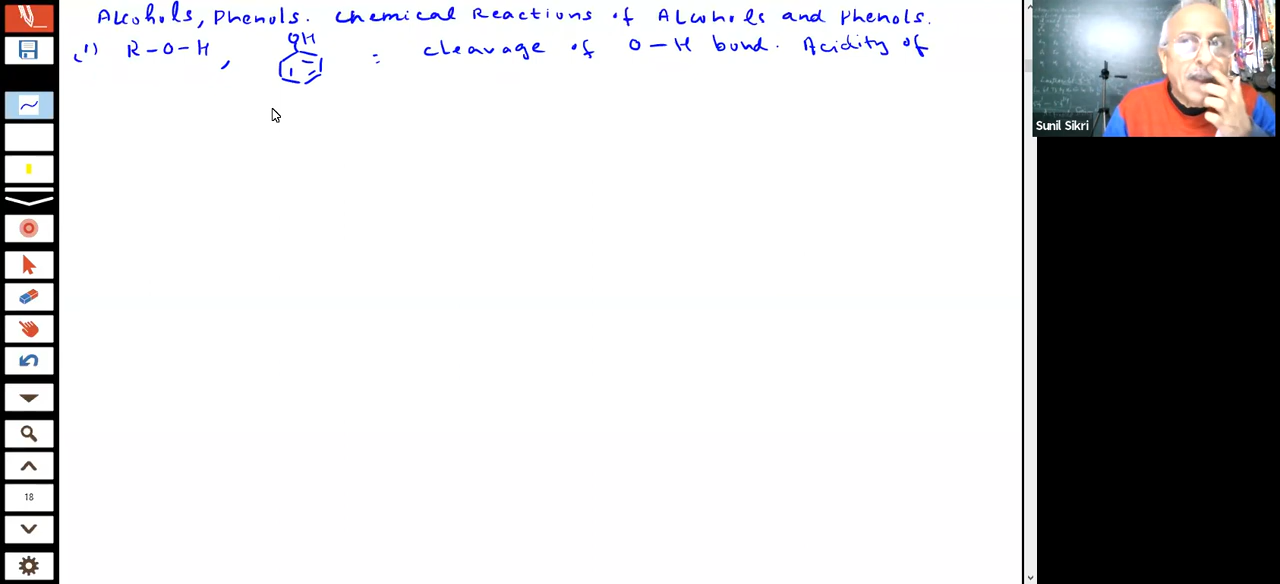 Alcohols, Phenols. Chemical Reactions of Alcohols and Phenols.
(1) R-O-H, OH : cleavage of O-H bond. Acidity of
Sunil Sikri
18